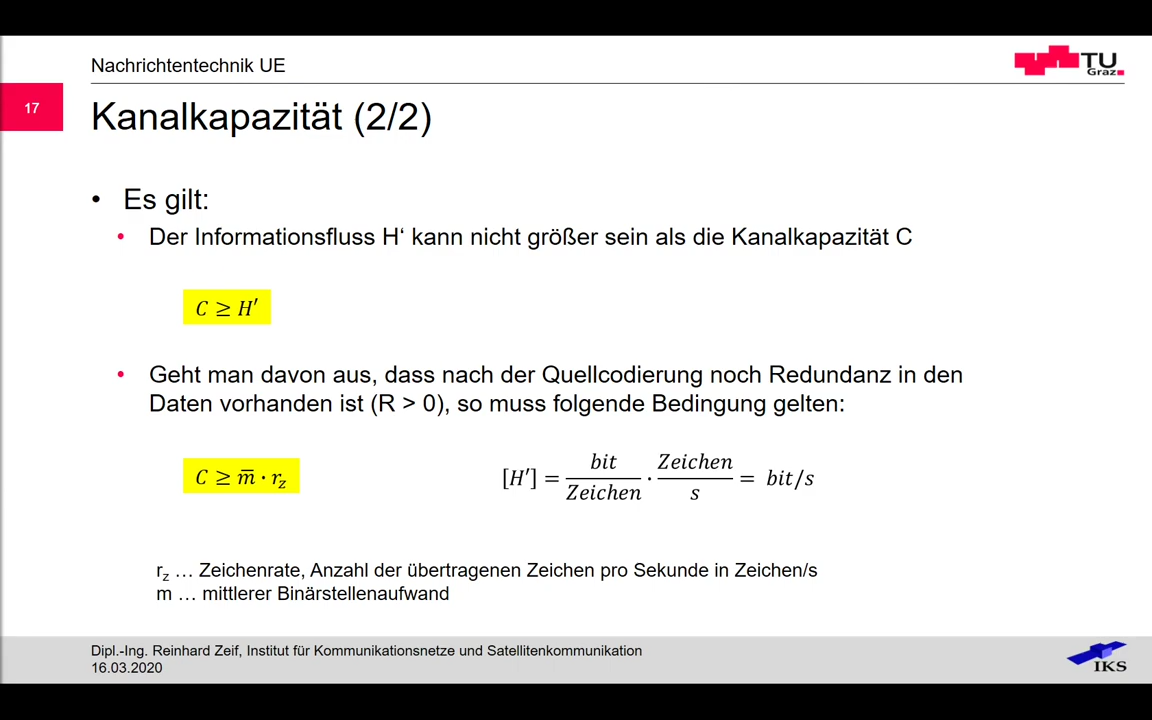 Nachrichtentechnik UE
TU
Graz
17
Kanalkapazität (2/2)
• Es gilt:
• Der Informationsfluss H‘ kann nicht größer sein als die Kanalkapazität C
C ≥ H′
• Geht man davon aus, dass nach der Quellcodierung noch Redundanz in den
Daten vorhanden ist (R > 0), so muss folgende Bedingung gelten:
C ≥ m̅ · r_z
[H′] = bit/Zeichen · Zeichen/s = bit/s
r_z … Zeichenrate, Anzahl der übertragenen Zeichen pro Sekunde in Zeichen/s
m … mittlerer Binärstellenaufwand
Dipl.-Ing. Reinhard Zeif, Institut für Kommunikationsnetze und Satellitenkommunikation
16.03.2020
IKS